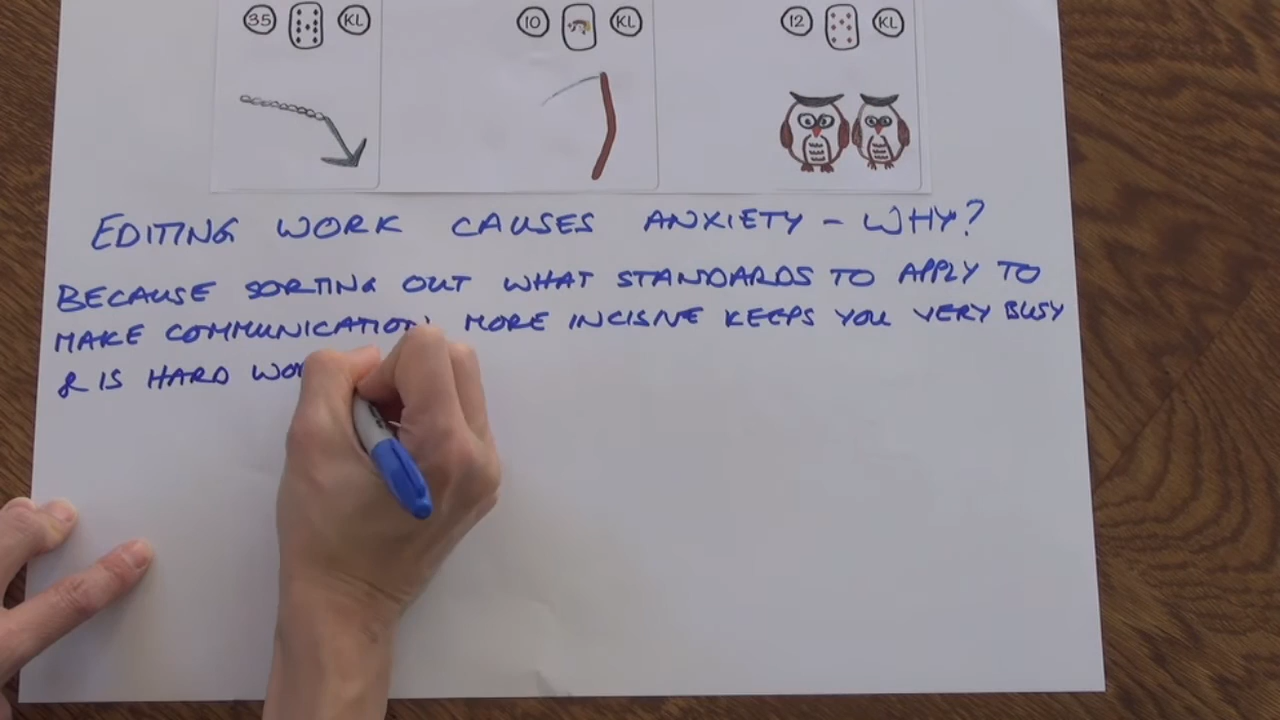 35 KL 10 KL 12 KL
EDITING WORK CAUSES ANXIETY - WHY?
BECAUSE SORTING OUT WHAT STANDARDS TO APPLY TO
MAKE COMMUNICATION MORE INCISIVE KEEPS YOU VERY BUSY
& IS HARD WO